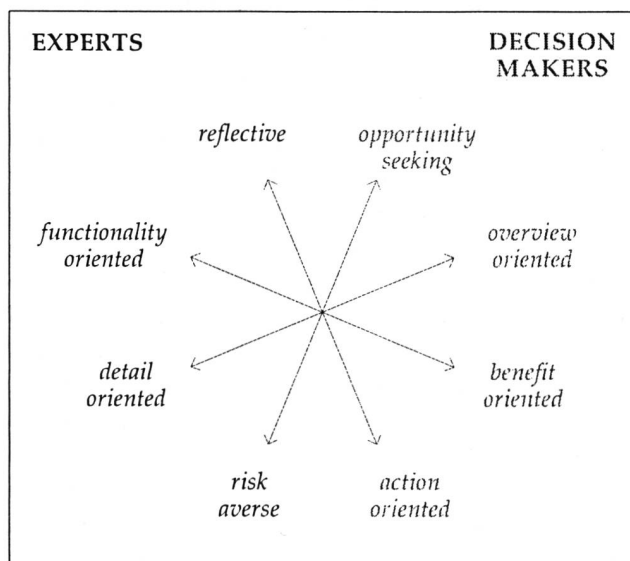 EXPERTS
DECISION
MAKERS
reflective
opportunity
seeking
functionality
oriented
overview
oriented
detail
oriented
benefit
oriented
risk
averse
action
oriented